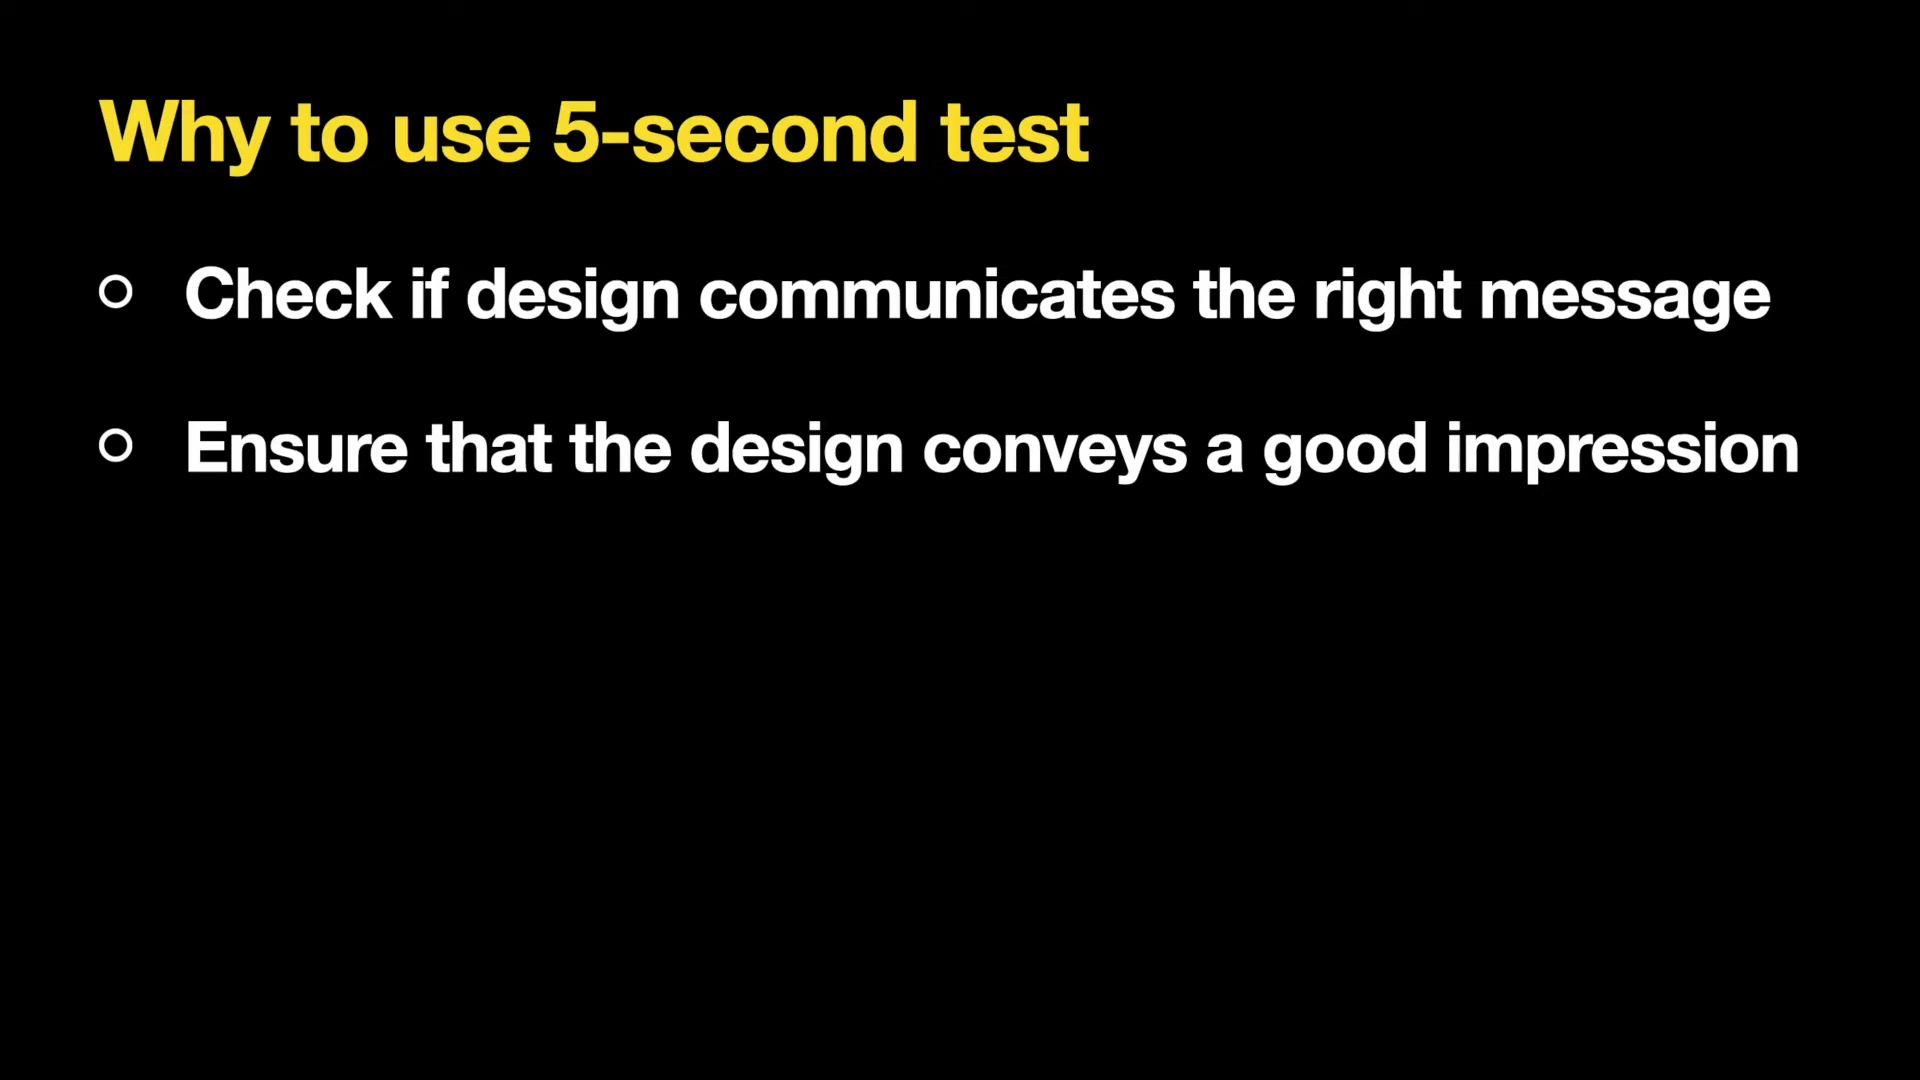 Why to use 5-second test
Check if design communicates the right message
Ensure that the design conveys a good impression